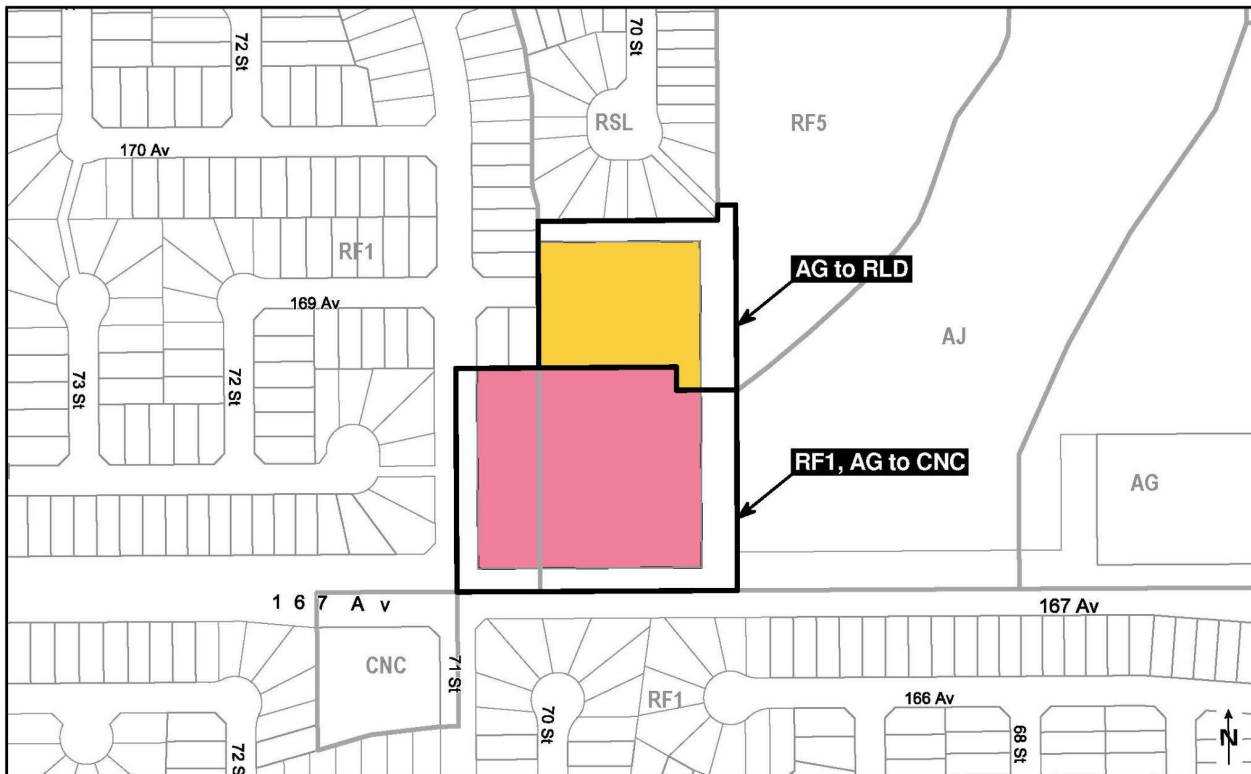 72 St
70 St
RSL
RF5
170 Av
RF1
AG to RLD
169 Av
AJ
73 St
72 St
RF1, AG to CNC
AG
1 6 7 A v
167 Av
CNC
71 St
RF1
166 Av
70 St
68 St
N